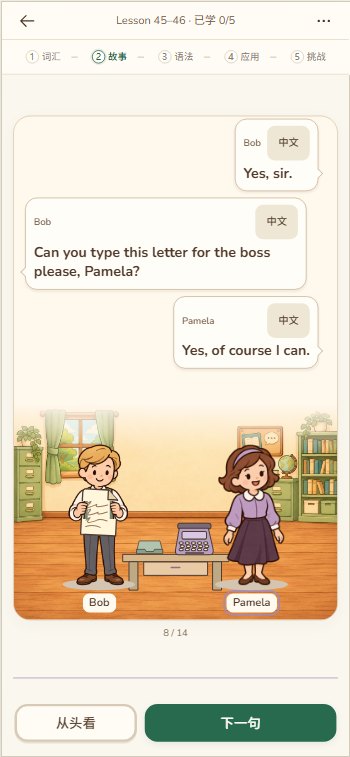 Lesson 45–46 · 已学 0/5
1 词汇 – 2 故事 – 3 语法 – 4 应用 – 5 挑战
Bob 中文
Yes, sir.
Bob 中文
Can you type this letter for the boss
please, Pamela?
Pamela 中文
Yes, of course I can.
Bob Pamela
8 / 14
从头看 下一句